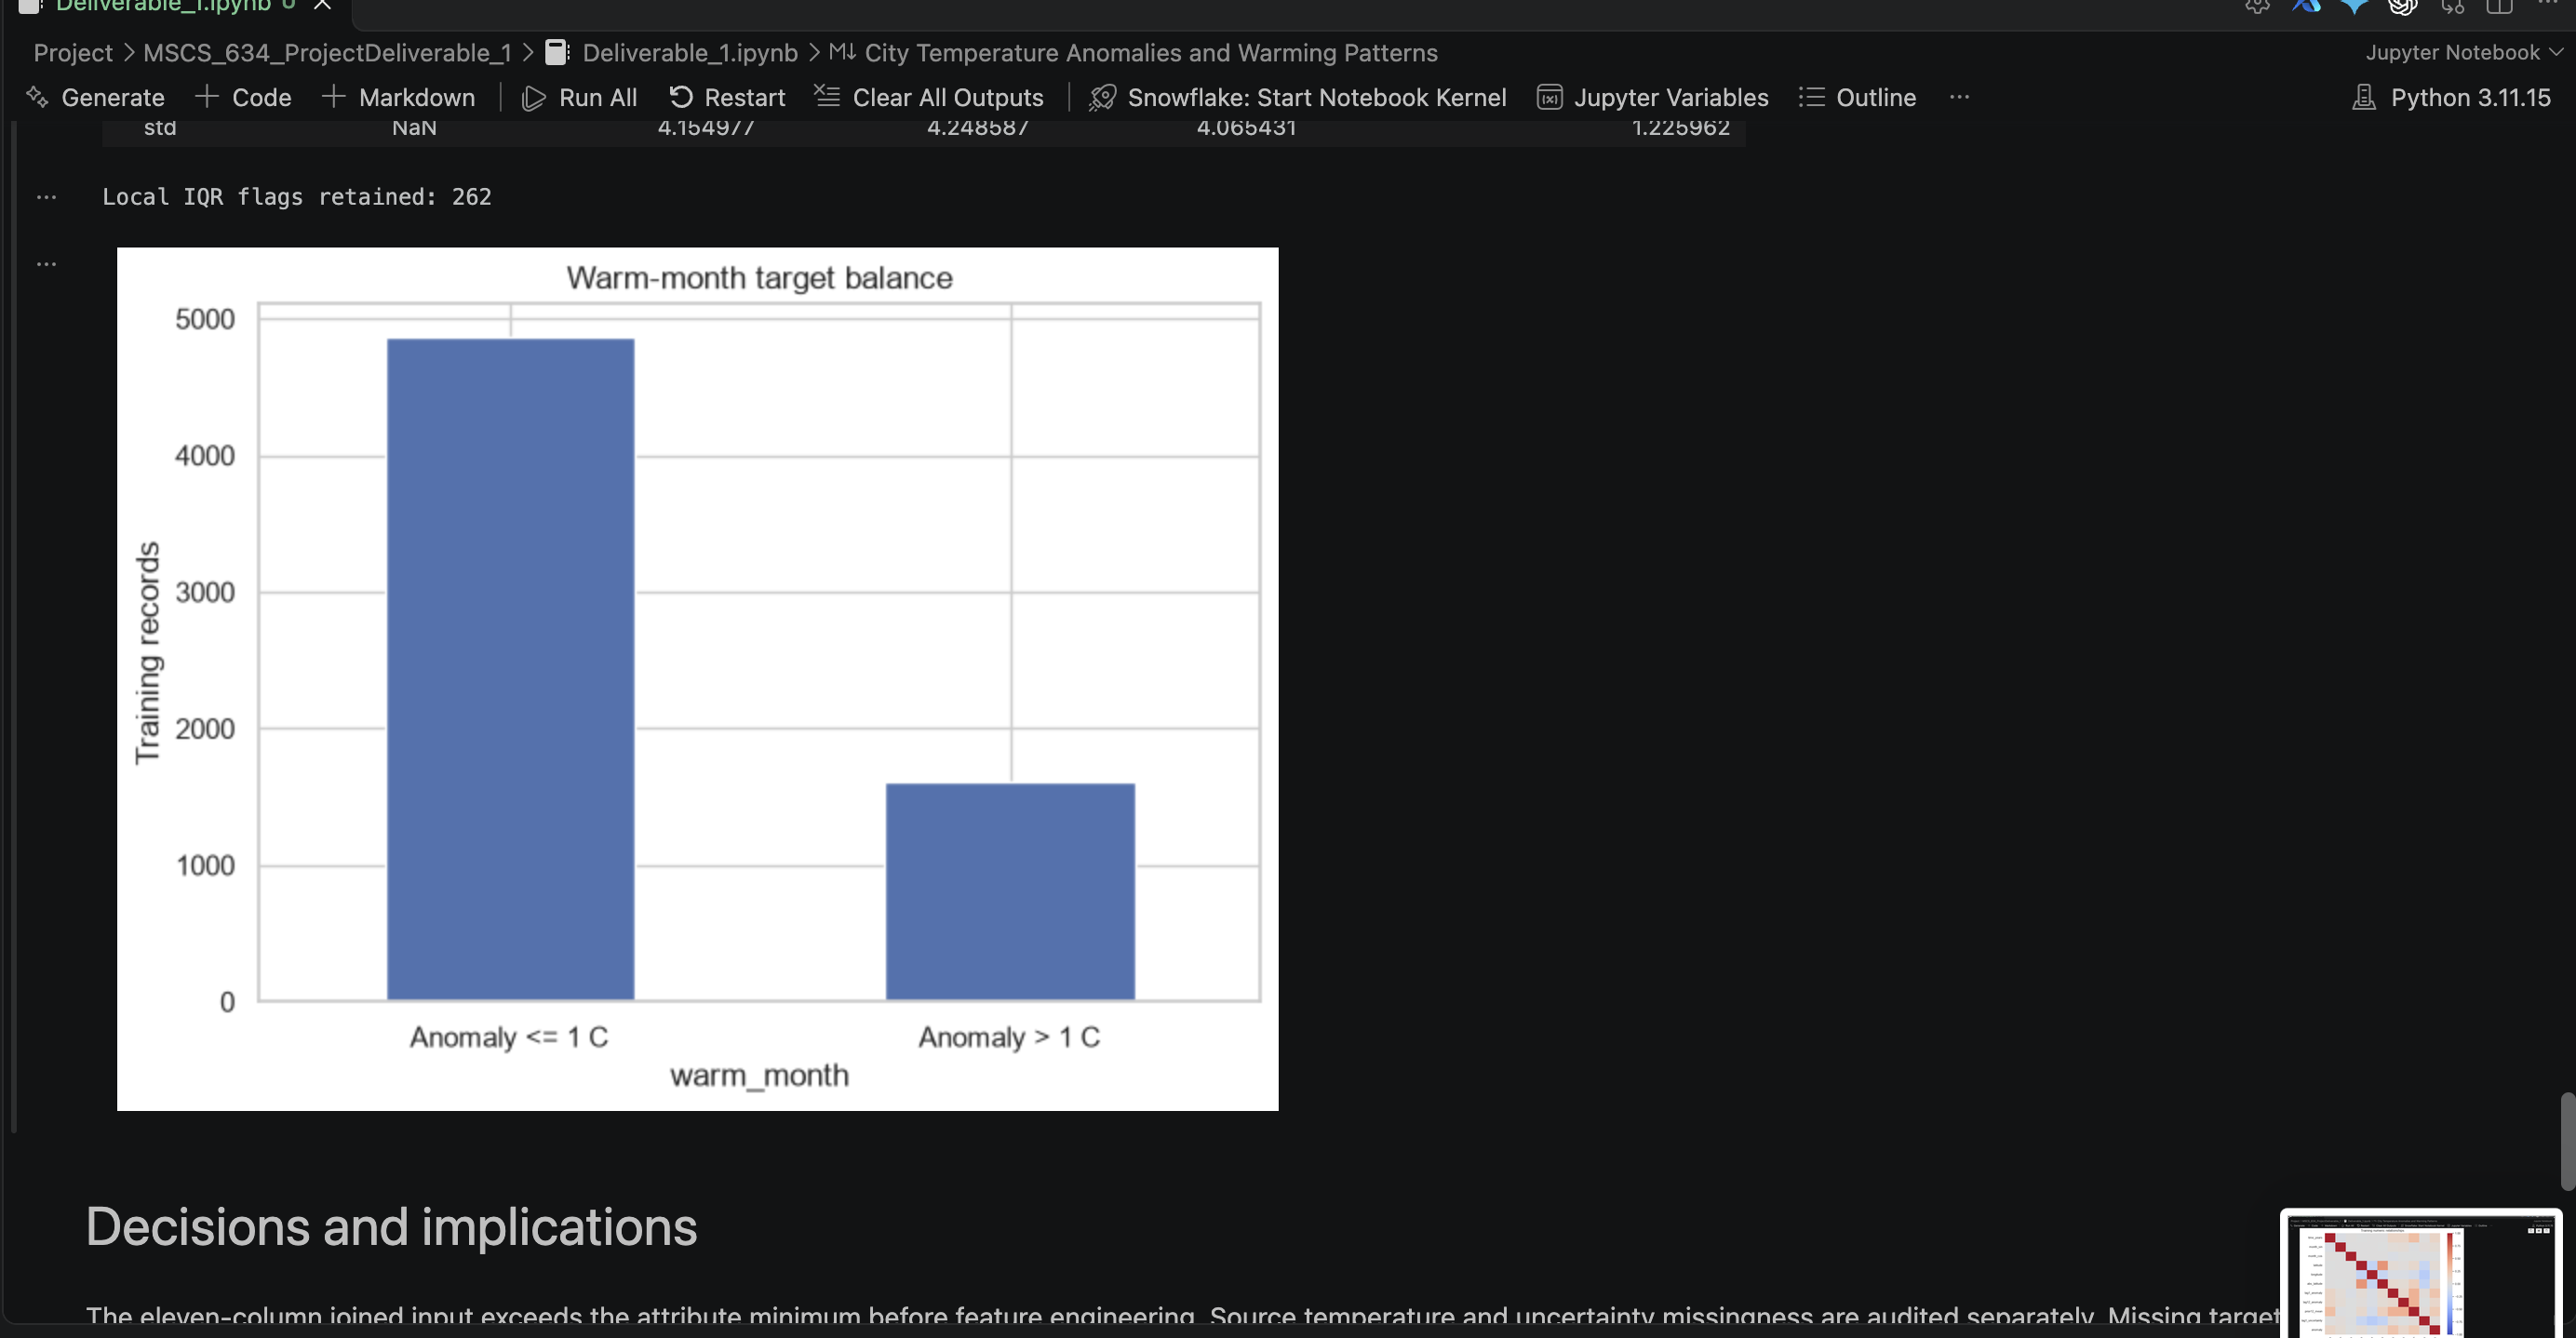 Deliverable_1.ipynb U
Project > MSCS_634_ProjectDeliverable_1 > Deliverable_1.ipynb > M↓ City Temperature Anomalies and Warming Patterns
Jupyter Notebook
Generate + Code + Markdown Run All Restart Clear All Outputs Snowflake: Start Notebook Kernel Jupyter Variables Outline ... Python 3.11.15
std NaN 4.154977 4.248587 4.065431 1.225962
Local IQR flags retained: 262
Warm-month target balance
5000
4000
3000
2000
1000
0
Training records
Anomaly <= 1 C Anomaly > 1 C
warm_month
Decisions and implications
The eleven-column joined input exceeds the attribute minimum before feature engineering. Source temperature and uncertainty missingness are audited separately. Missing target